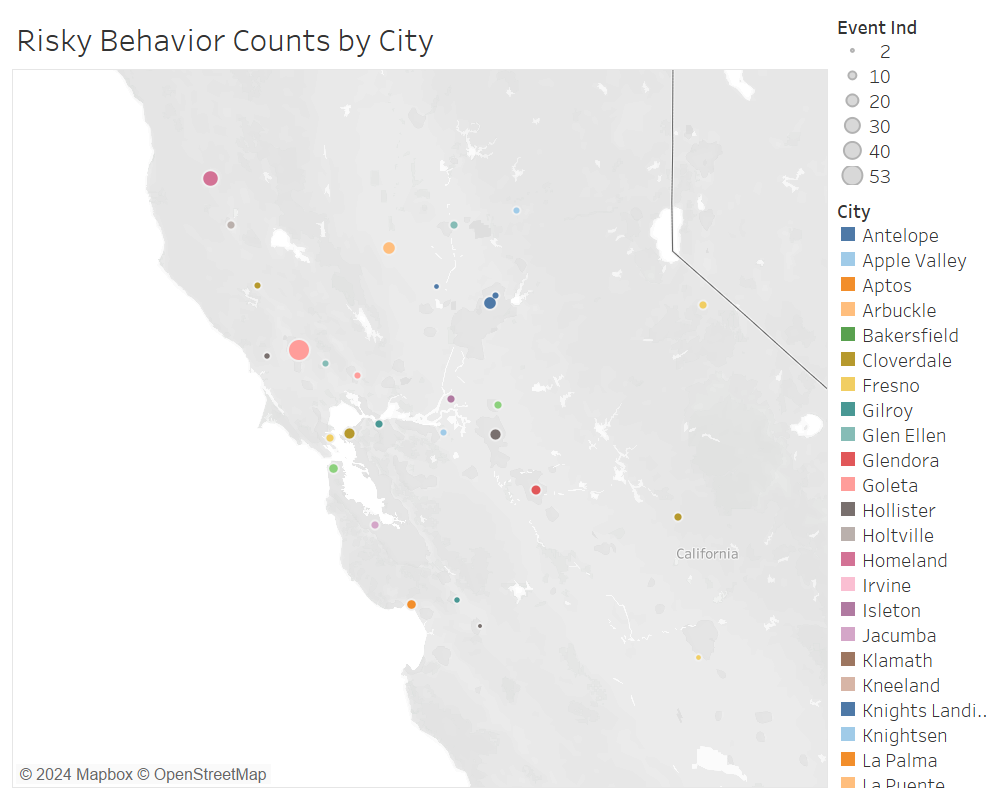 Risky Behavior Counts by City
California
© 2024 Mapbox © OpenStreetMap
Event Ind
2
10
20
30
40
53
City
Antelope
Apple Valley
Aptos
Arbuckle
Bakersfield
Cloverdale
Fresno
Gilroy
Glen Ellen
Glendora
Goleta
Hollister
Holtville
Homeland
Irvine
Isleton
Jacumba
Klamath
Kneeland
Knights Landi..
Knightsen
La Palma
La Puente